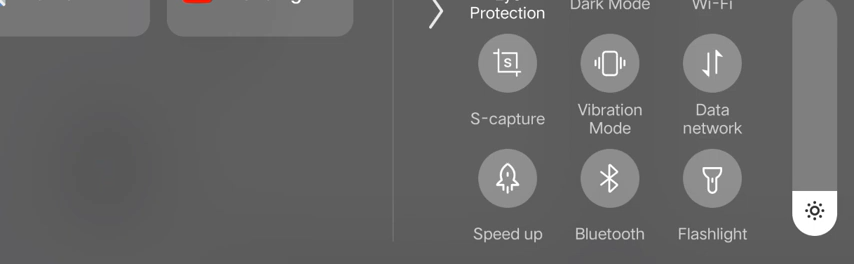 Protection
Dark Mode
Wi-Fi
S
S-capture
Vibration
Mode
Data
network
Speed up
Bluetooth
Flashlight